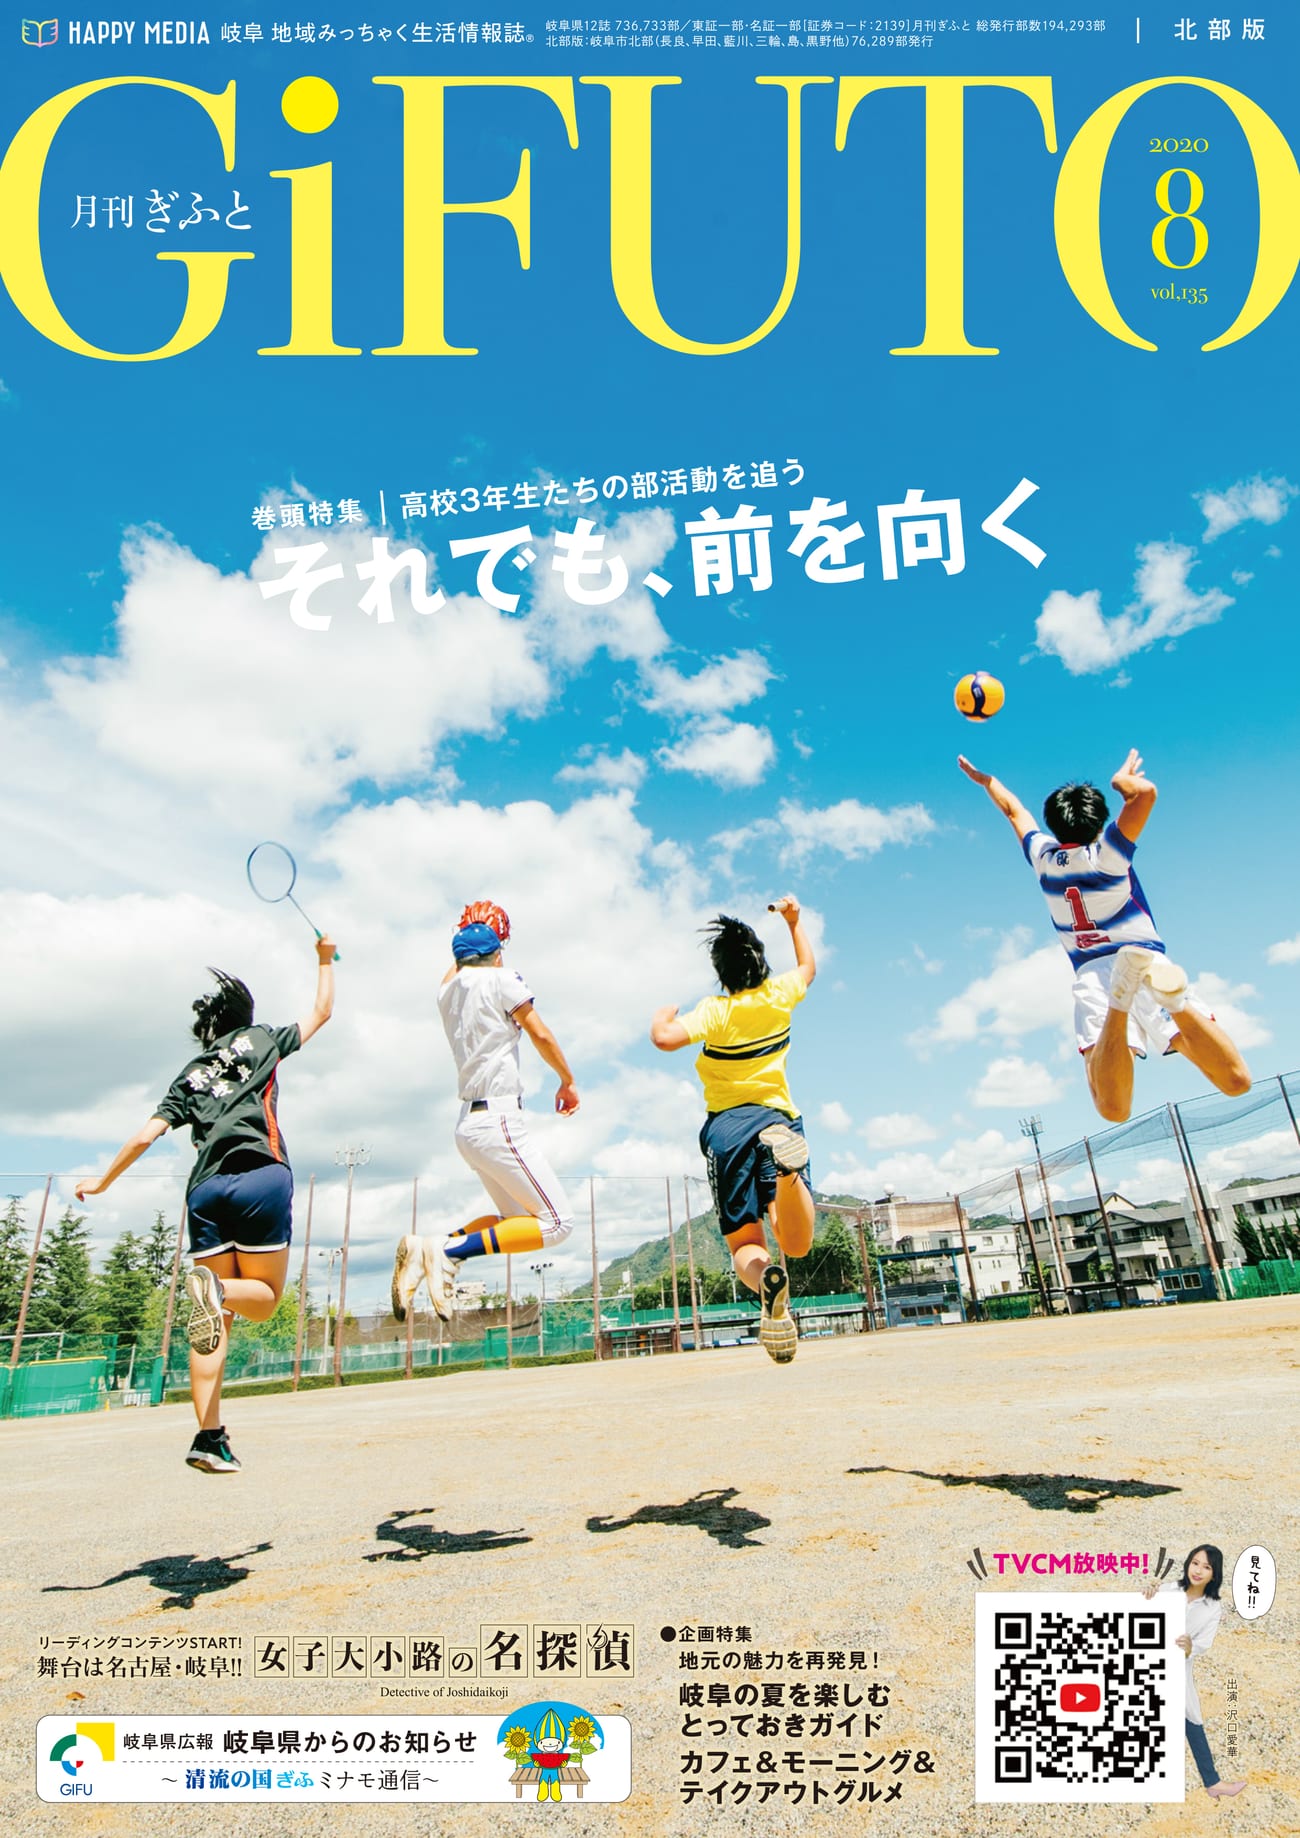 HAPPY MEDIA 岐阜 地域みっちゃく生活情報誌®
岐阜県12誌 736,733部／東証一部・名証一部［証券コード：2139］月刊ぎふと 総発行部数194,293部
北部版：岐阜市北部（長良、早田、藍川、三輪、島、黒野他）76,289部発行
北部版
GiFUTO
月刊ぎふと
2020
8
vol,135
巻頭特集｜高校3年生たちの部活動を追う
それでも、前を向く
県岐阜商
1
TVCM放映中!
見てね!!
出演：沢口愛華
リーディングコンテンツSTART!
舞台は名古屋・岐阜!!
女子大小路の名探偵
Detective of Joshidaikoji
GIFU
岐阜県広報 岐阜県からのお知らせ
～清流の国ぎふミナモ通信～
●企画特集
地元の魅力を再発見！
岐阜の夏を楽しむ
とっておきガイド
カフェ＆モーニング＆
テイクアウトグルメ